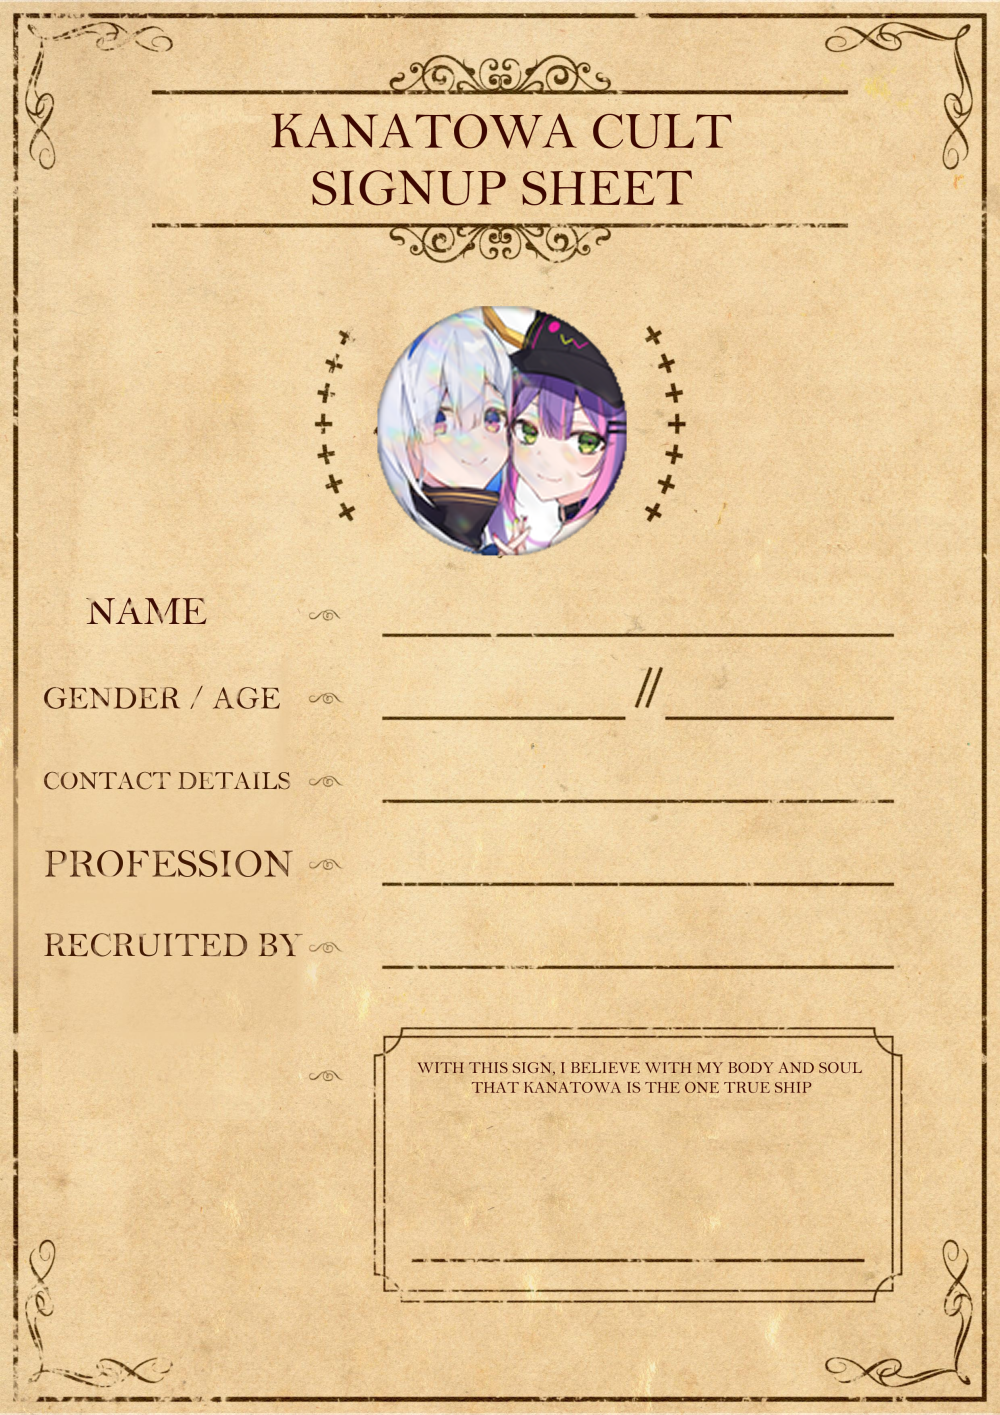 KANATOWA CULT
SIGNUP SHEET
NAME
GENDER / AGE
//
CONTACT DETAILS
PROFESSION
RECRUITED BY
WITH THIS SIGN, I BELIEVE WITH MY BODY AND SOUL
THAT KANATOWA IS THE ONE TRUE SHIP